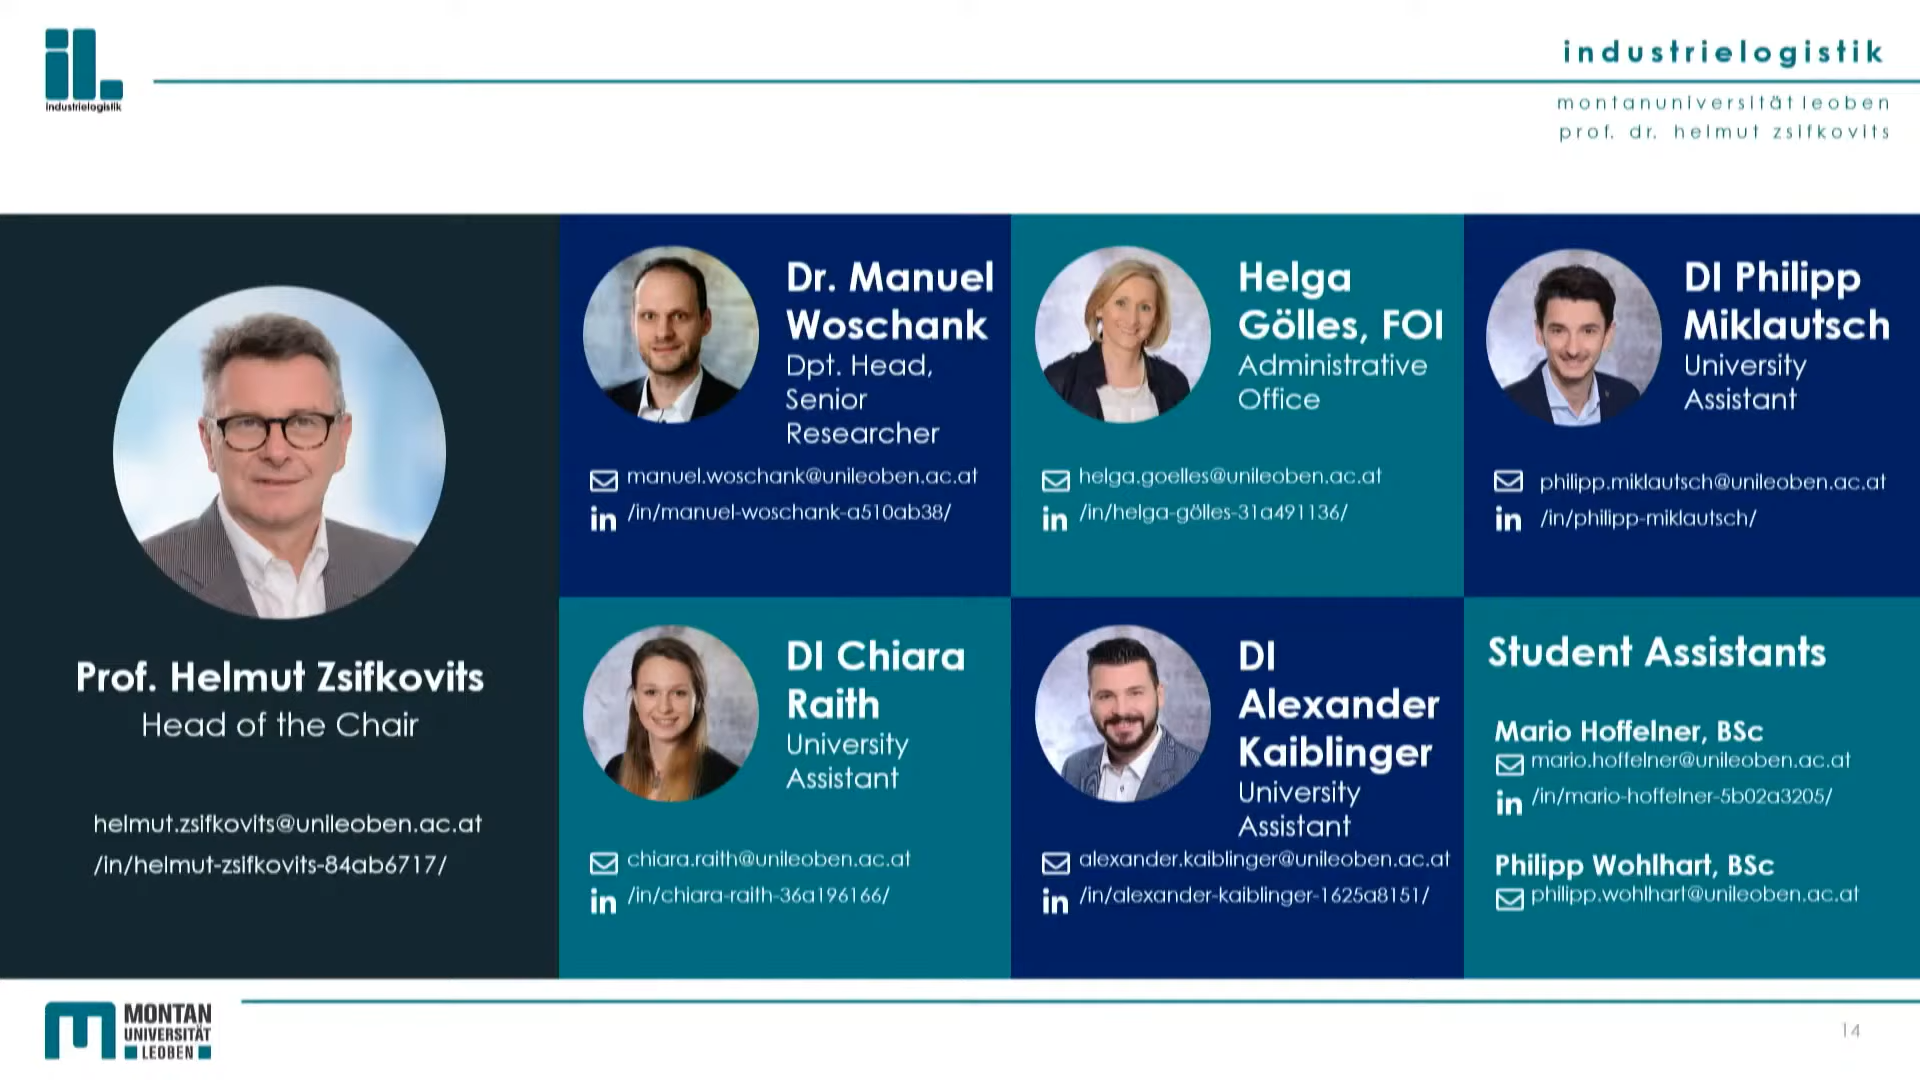 industrielogistik
industrielogistik
montanuniversität leoben
prof. dr. helmut zsifkovits
Prof. Helmut Zsifkovits
Head of the Chair
helmut.zsifkovits@unileoben.ac.at
/in/helmut-zsifkovits-84ab6717/
Dr. Manuel
Woschank
Dpt. Head,
Senior
Researcher
manuel.woschank@unileoben.ac.at
in /in/manuel-woschank-a510ab38/
Helga
Gölles, FOI
Administrative
Office
helga.goelles@unileoben.ac.at
in /in/helga-gölles-31a491136/
DI Philipp
Miklautsch
University
Assistant
philipp.miklautsch@unileoben.ac.at
in /in/philipp-miklautsch/
DI Chiara
Raith
University
Assistant
chiara.raith@unileoben.ac.at
in /in/chiara-raith-36a196166/
DI
Alexander
Kaiblinger
University
Assistant
alexander.kaiblinger@unileoben.ac.at
in /in/alexander-kaiblinger-1625a8151/
Student Assistants
Mario Hoffelner, BSc
mario.hoffelner@unileoben.ac.at
in /in/mario-hoffelner-5b02a3205/
Philipp Wohlhart, BSc
philipp.wohlhart@unileoben.ac.at
MONTAN
UNIVERSITÄT
LEOBEN
14